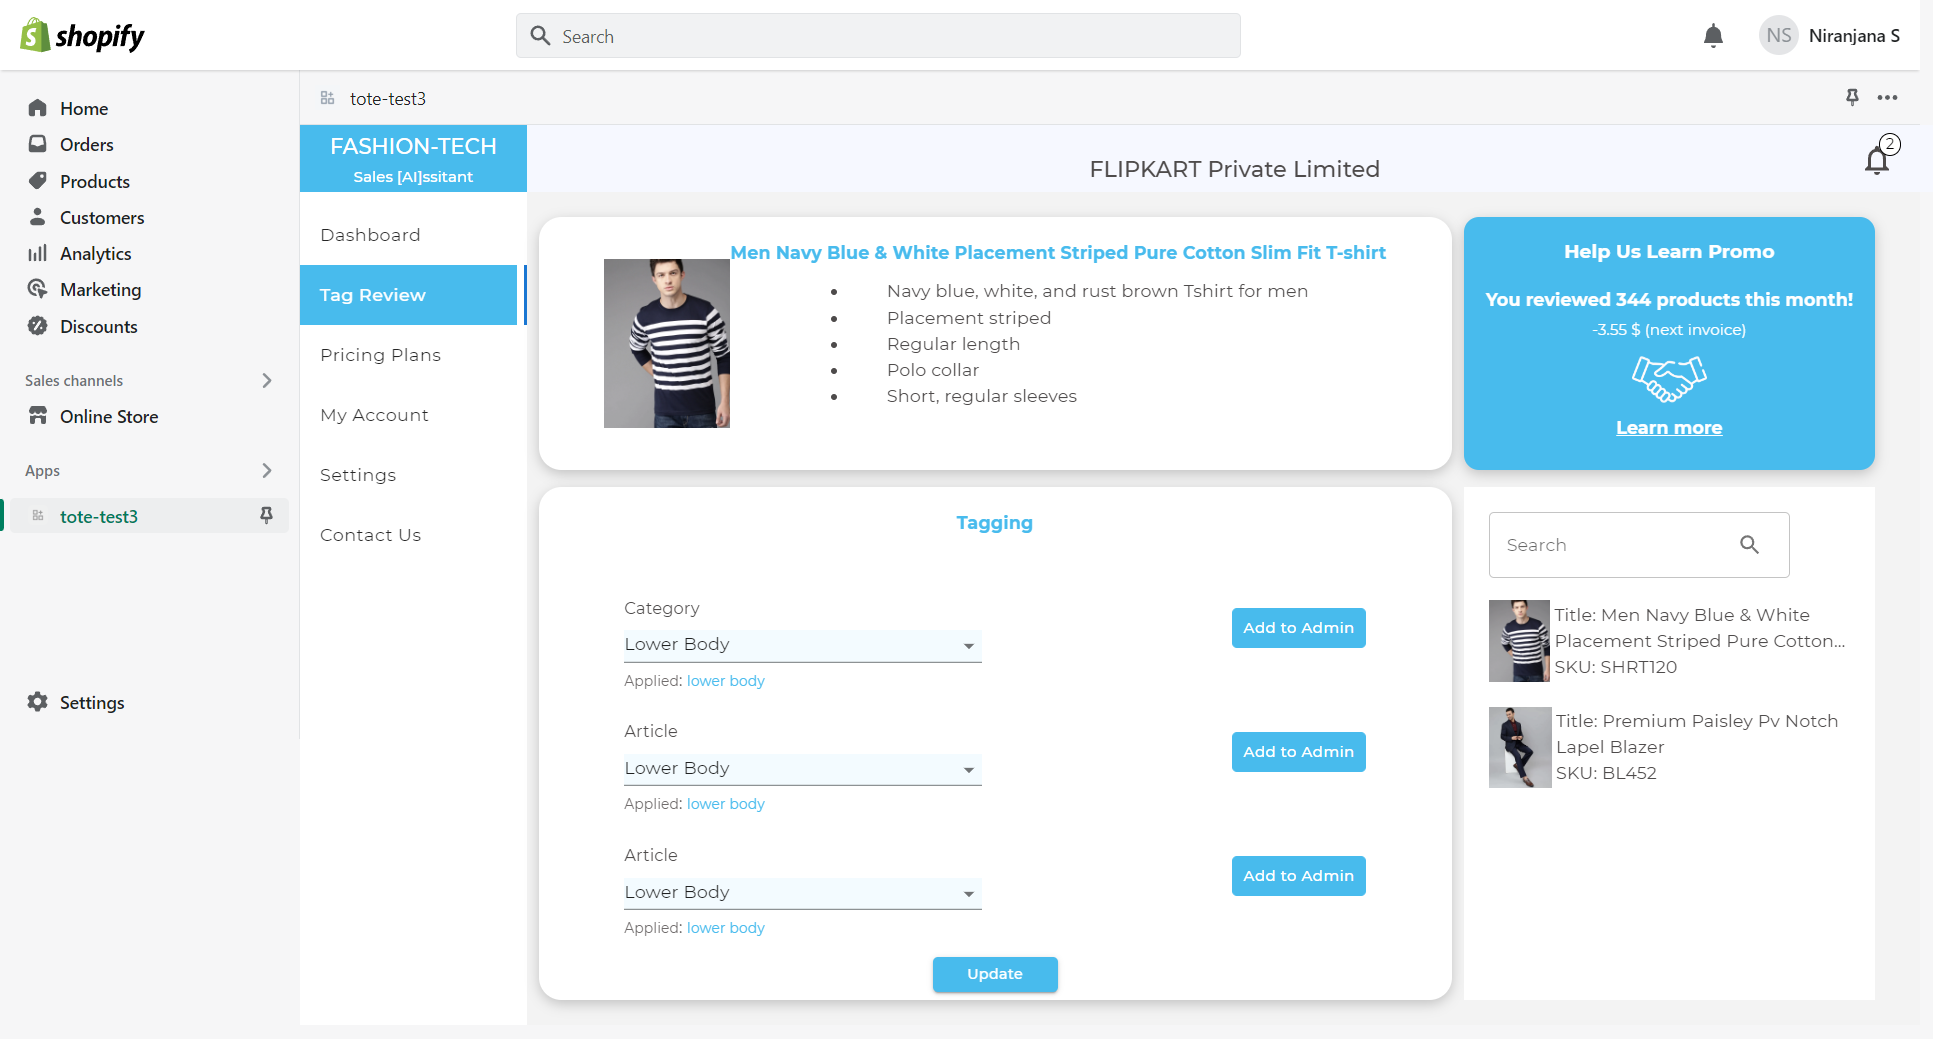 shopify
Search
NS
Niranjana S
Home
Orders
Products
Customers
Analytics
Marketing
Discounts
Sales channels
Online Store
Apps
tote-test3
Settings
tote-test3
FASHION-TECH
Sales [AI]ssitant
FLIPKART Private Limited
2
Dashboard
Tag Review
Pricing Plans
My Account
Settings
Contact Us
Men Navy Blue & White Placement Striped Pure Cotton Slim Fit T-shirt
• Navy blue, white, and rust brown Tshirt for men
• Placement striped
• Regular length
• Polo collar
• Short, regular sleeves
Help Us Learn Promo
You reviewed 344 products this month!
-3.55 $ (next invoice)
Learn more
Tagging
Category
Lower Body
Applied: lower body
Add to Admin
Article
Lower Body
Applied: lower body
Add to Admin
Article
Lower Body
Applied: lower body
Add to Admin
Update
Search
Title: Men Navy Blue & White
Placement Striped Pure Cotton...
SKU: SHRT120
Title: Premium Paisley Pv Notch
Lapel Blazer
SKU: BL452